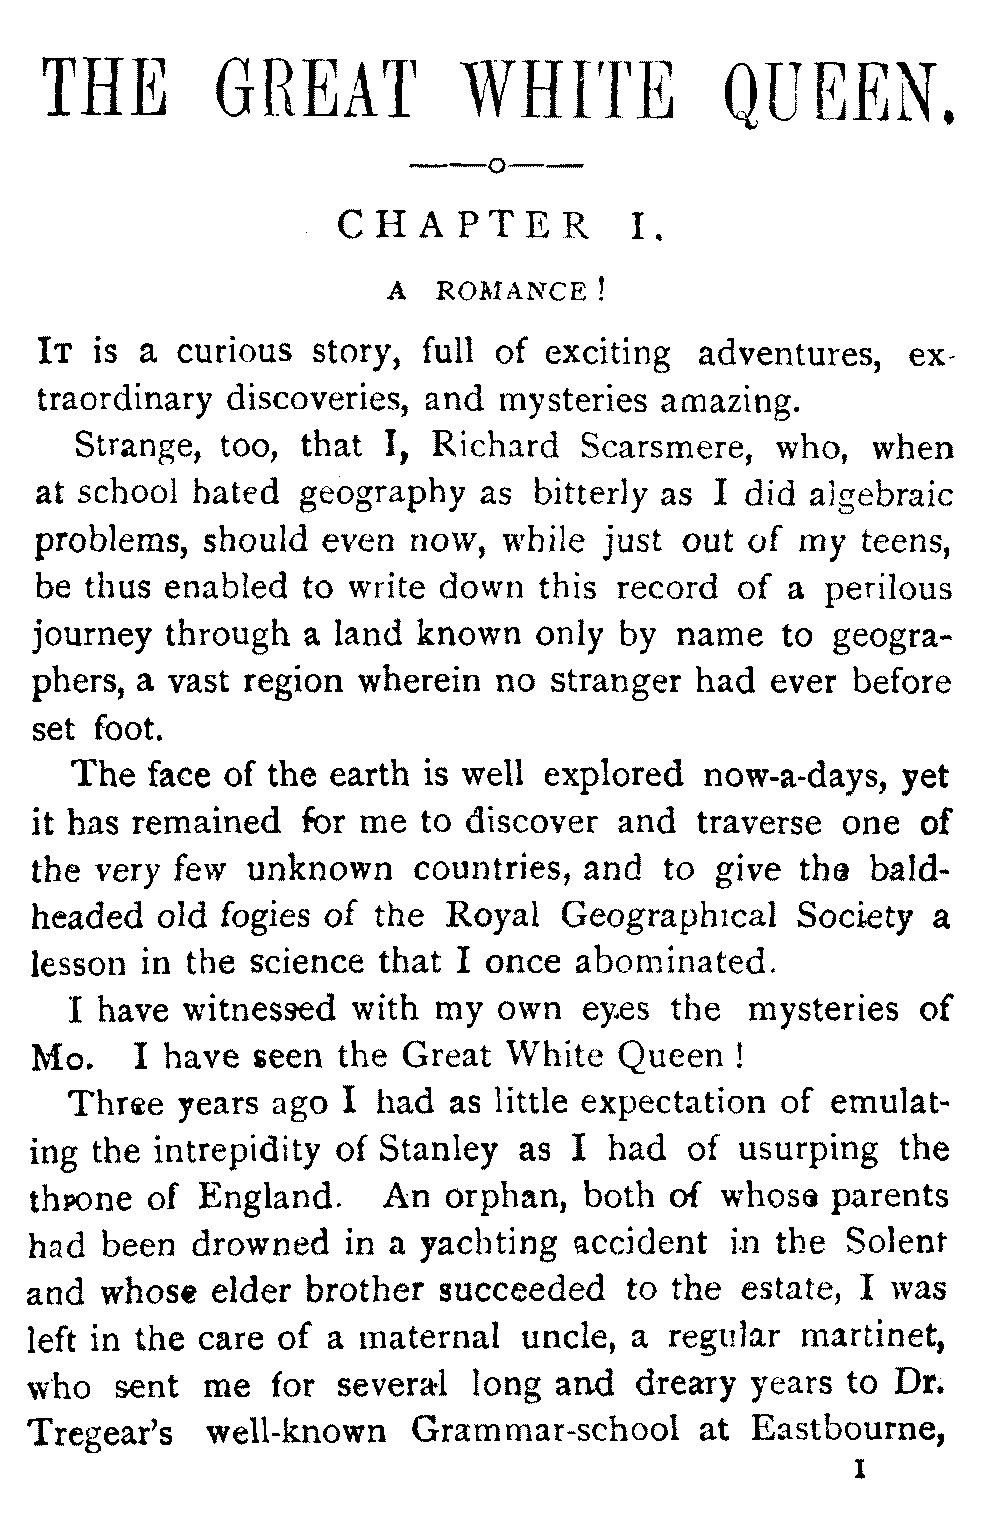 THE GREAT WHITE QUEEN.
CHAPTER I.
A ROMANCE!
IT is a curious story, full of exciting adventures, ex-
traordinary discoveries, and mysteries amazing.
Strange, too, that I, Richard Scarsmere, who, when
at school hated geography as bitterly as I did algebraic
problems, should even now, while just out of my teens,
be thus enabled to write down this record of a perilous
journey through a land known only by name to geogra-
phers, a vast region wherein no stranger had ever before
set foot.
The face of the earth is well explored now-a-days, yet
it has remained for me to discover and traverse one of
the very few unknown countries, and to give the bald-
headed old fogies of the Royal Geographical Society a
lesson in the science that I once abominated.
I have witnessed with my own eyes the mysteries of
Mo. I have seen the Great White Queen!
Three years ago I had as little expectation of emulat-
ing the intrepidity of Stanley as I had of usurping the
throne of England. An orphan, both of whose parents
had been drowned in a yachting accident in the Solent
and whose elder brother succeeded to the estate, I was
left in the care of a maternal uncle, a regular martinet,
who sent me for several long and dreary years to Dr.
Tregear's well-known Grammar-school at Eastbourne,
I